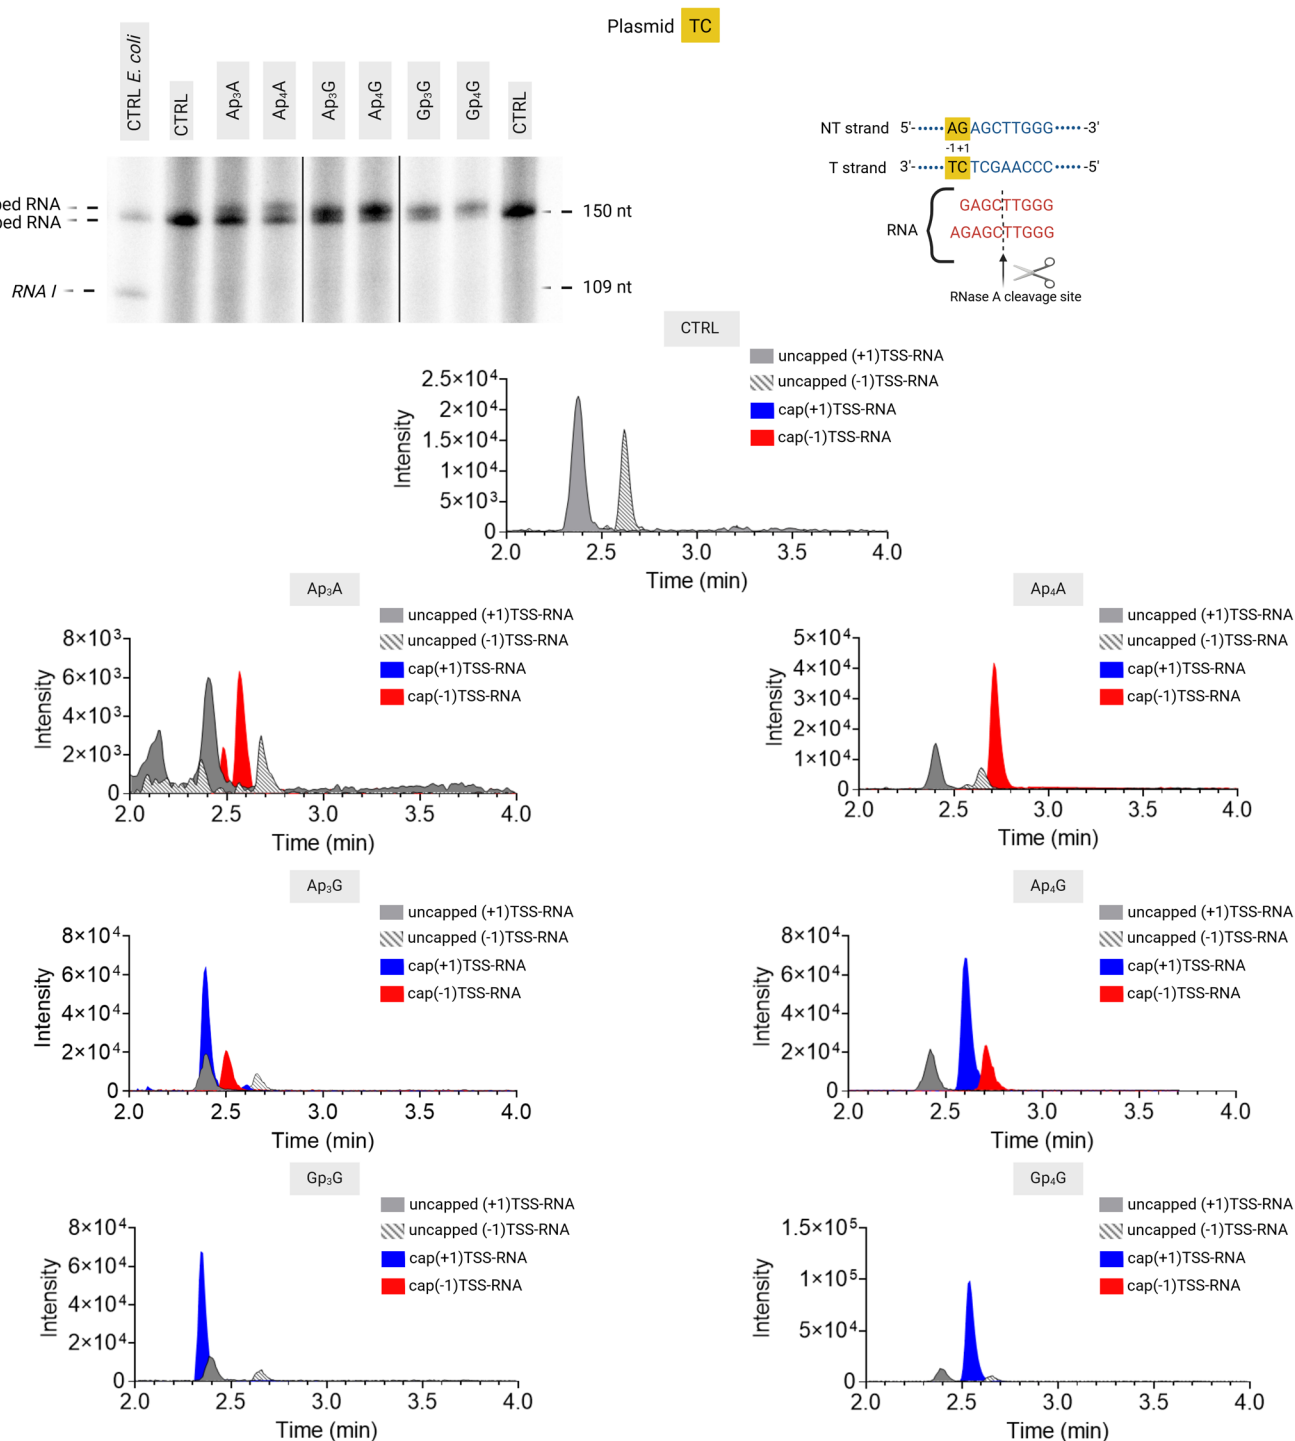 Plasmid TC
CTRL E. coli
CTRL
Ap₃A
Ap₄A
Ap₃G
Ap₄G
Gp₃G
Gp₄G
CTRL
ped RNA
ped RNA
RNA I
150 nt
109 nt
NT strand 5'-·····AGAGCTTGGG·····-3'
-1 +1
T strand 3'-·····TCTCGAACCC·····-5'
RNA
GAGCTTGGG
AGAGCTTGGG
RNase A cleavage site
CTRL
uncapped (+1)TSS-RNA
uncapped (-1)TSS-RNA
cap(+1)TSS-RNA
cap(-1)TSS-RNA
Intensity
2.5×10⁴
2×10⁴
1.5×10⁴
1×10⁴
5×10³
0
2.0 2.5 3.0 3.5 4.0
Time (min)
Ap₃A
uncapped (+1)TSS-RNA
uncapped (-1)TSS-RNA
cap(+1)TSS-RNA
cap(-1)TSS-RNA
Intensity
8×10³
6×10³
4×10³
2×10³
0
2.0 2.5 3.0 3.5 4.0
Time (min)
Ap₄A
uncapped (+1)TSS-RNA
uncapped (-1)TSS-RNA
cap(+1)TSS-RNA
cap(-1)TSS-RNA
Intensity
5×10⁴
4×10⁴
3×10⁴
2×10⁴
1×10⁴
0
2.0 2.5 3.0 3.5 4.0
Time (min)
Ap₃G
uncapped (+1)TSS-RNA
uncapped (-1)TSS-RNA
cap(+1)TSS-RNA
cap(-1)TSS-RNA
Intensity
8×10⁴
6×10⁴
4×10⁴
2×10⁴
0
2.0 2.5 3.0 3.5 4.0
Time (min)
Ap₄G
uncapped (+1)TSS-RNA
uncapped (-1)TSS-RNA
cap(+1)TSS-RNA
cap(-1)TSS-RNA
Intensity
8×10⁴
6×10⁴
4×10⁴
2×10⁴
0
2.0 2.5 3.0 3.5 4.0
Time (min)
Gp₃G
uncapped (+1)TSS-RNA
uncapped (-1)TSS-RNA
cap(+1)TSS-RNA
cap(-1)TSS-RNA
Intensity
8×10⁴
6×10⁴
4×10⁴
2×10⁴
0
2.0 2.5 3.0 3.5 4.0
Time (min)
Gp₄G
uncapped (+1)TSS-RNA
uncapped (-1)TSS-RNA
cap(+1)TSS-RNA
cap(-1)TSS-RNA
Intensity
1.5×10⁵
1×10⁵
5×10⁴
0
2.0 2.5 3.0 3.5 4.0
Time (min)